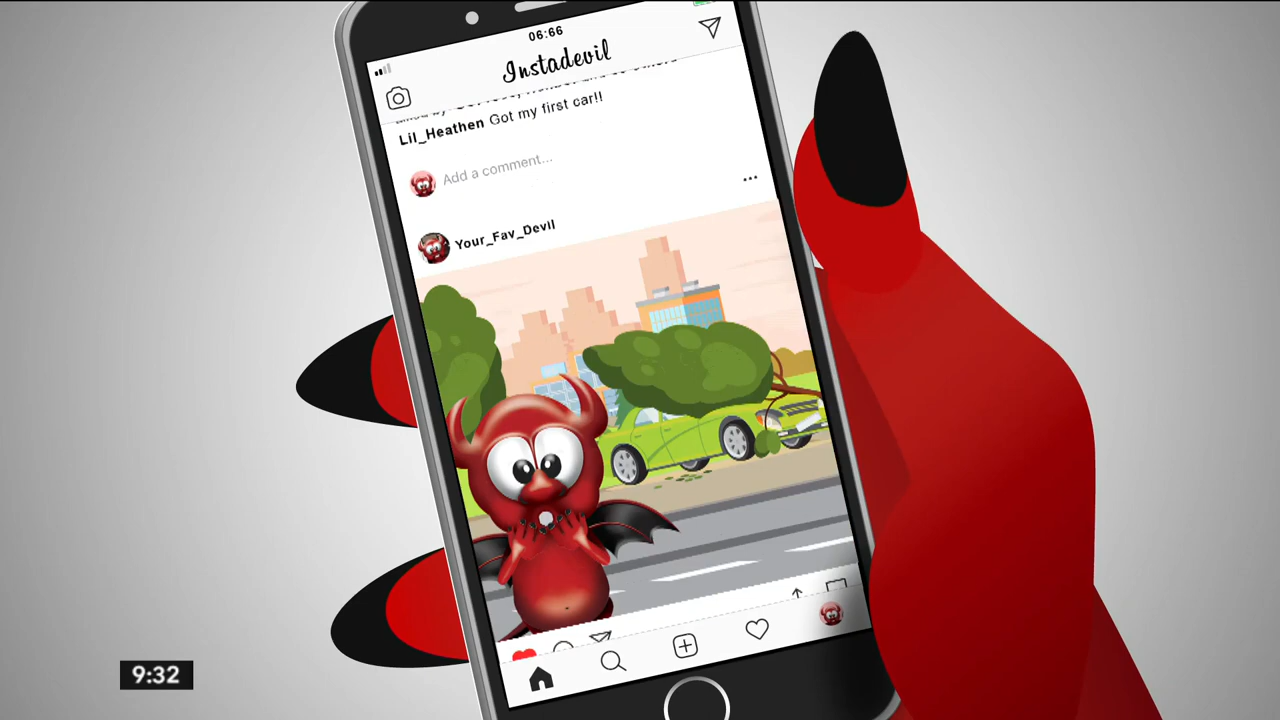 06:66
Instadevil
Lil_Heathen Got my first car!!
Add a comment...
Your_Fav_Devil
9:32